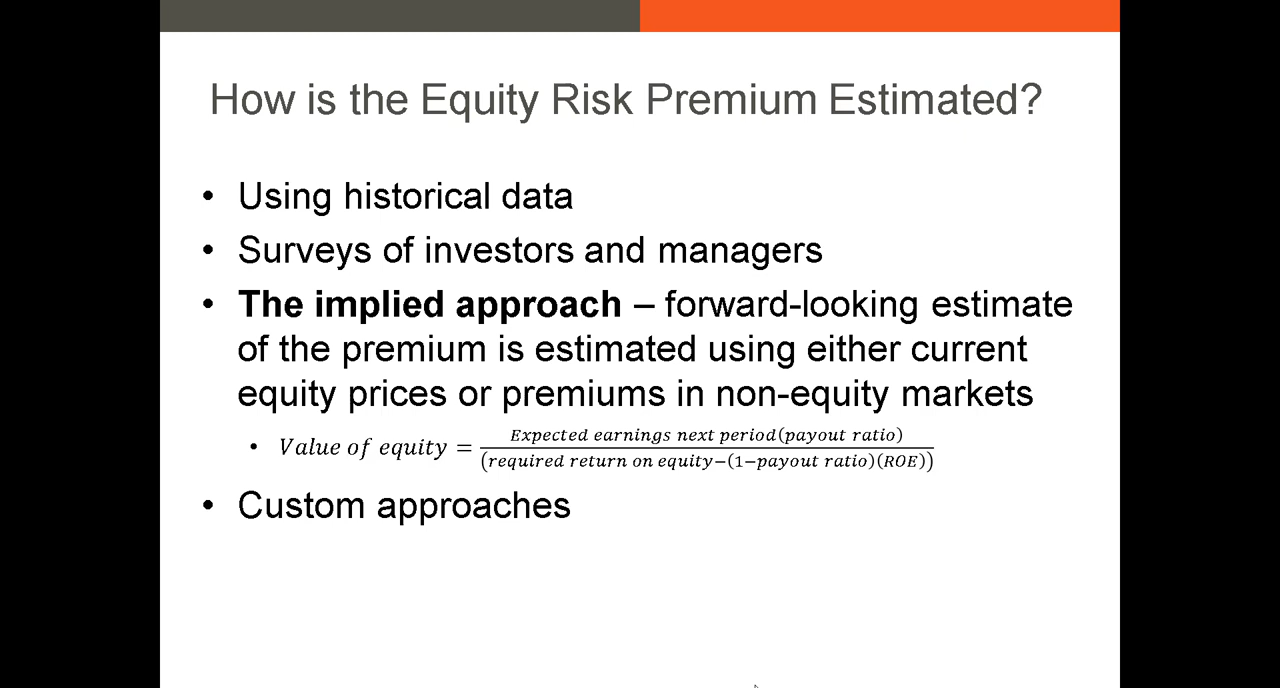 How is the Equity Risk Premium Estimated?
• Using historical data
• Surveys of investors and managers
• The implied approach – forward-looking estimate
of the premium is estimated using either current
equity prices or premiums in non-equity markets
• Value of equity = Expected earnings next period(payout ratio) / (required return on equity−(1−payout ratio)(ROE))
• Custom approaches